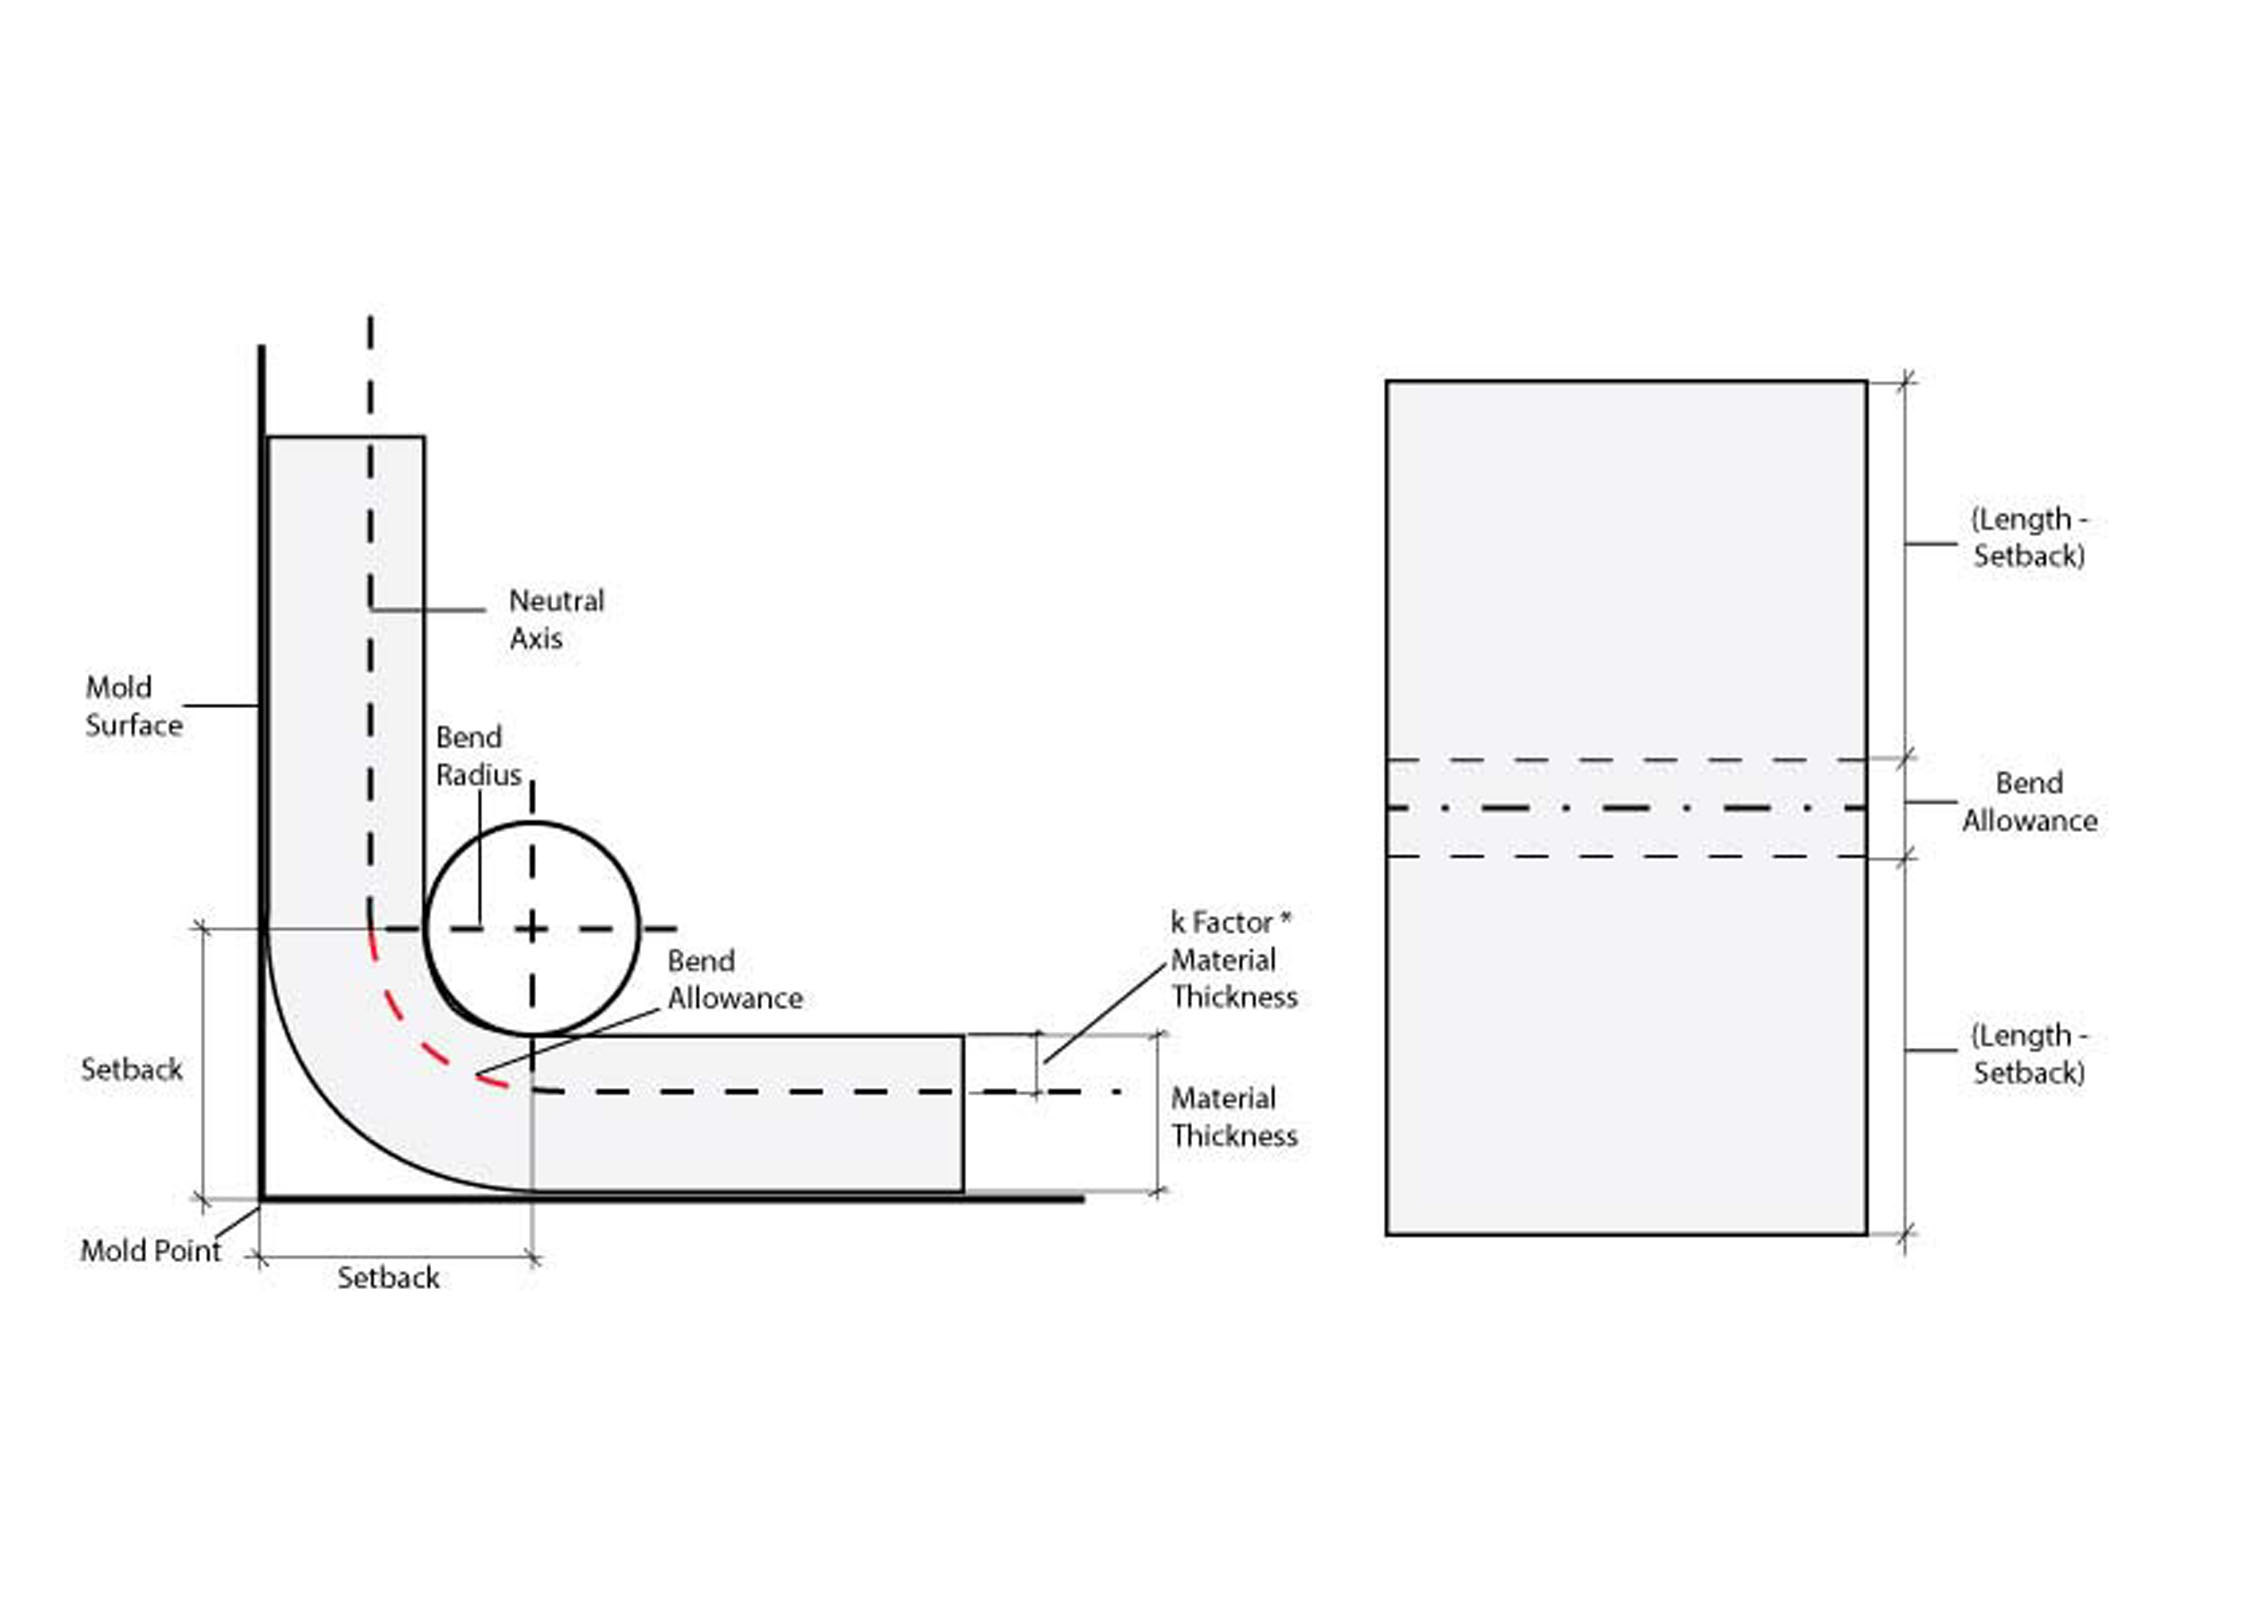 Neutral
Axis
Mold
Surface
Bend
Radius
Bend
Allowance
k Factor *
Material
Thickness
Setback
Material
Thickness
Mold Point
Setback
(Length -
Setback)
Bend
Allowance
(Length -
Setback)